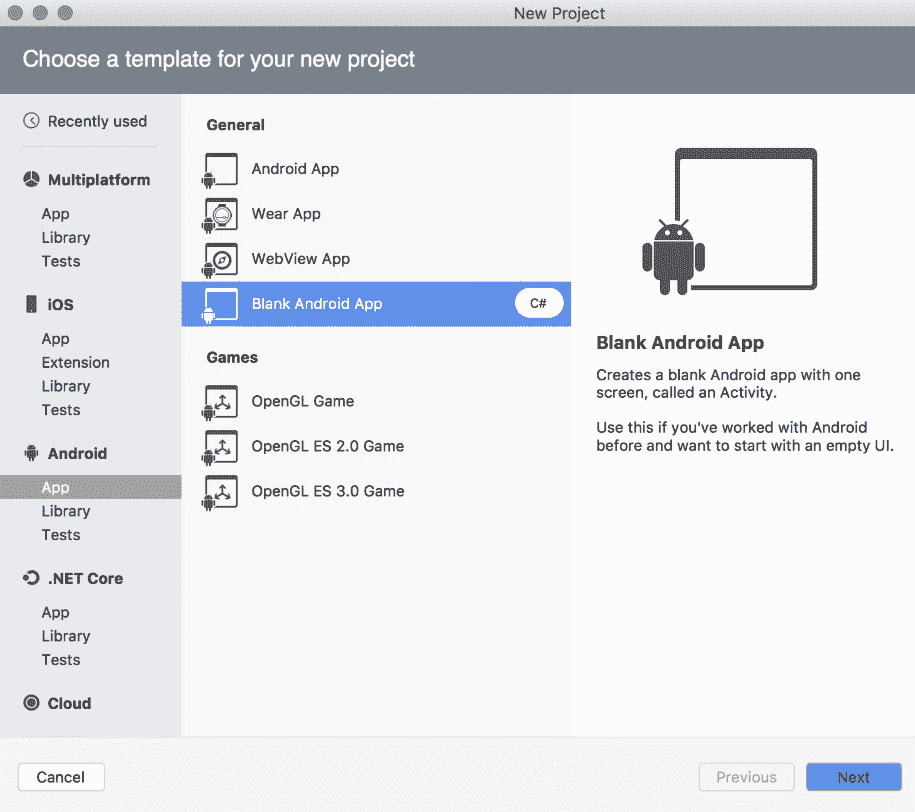 New Project
Choose a template for your new project
Recently used
Multiplatform
App
Library
Tests
iOS
App
Extension
Library
Tests
Android
App
Library
Tests
.NET Core
App
Library
Tests
Cloud
General
Android App
Wear App
WebView App
Blank Android App
C#
Games
OpenGL Game
OpenGL ES 2.0 Game
OpenGL ES 3.0 Game
Blank Android App
Creates a blank Android app with one
screen, called an Activity.
Use this if you've worked with Android
before and want to start with an empty UI.
Cancel
Previous
Next